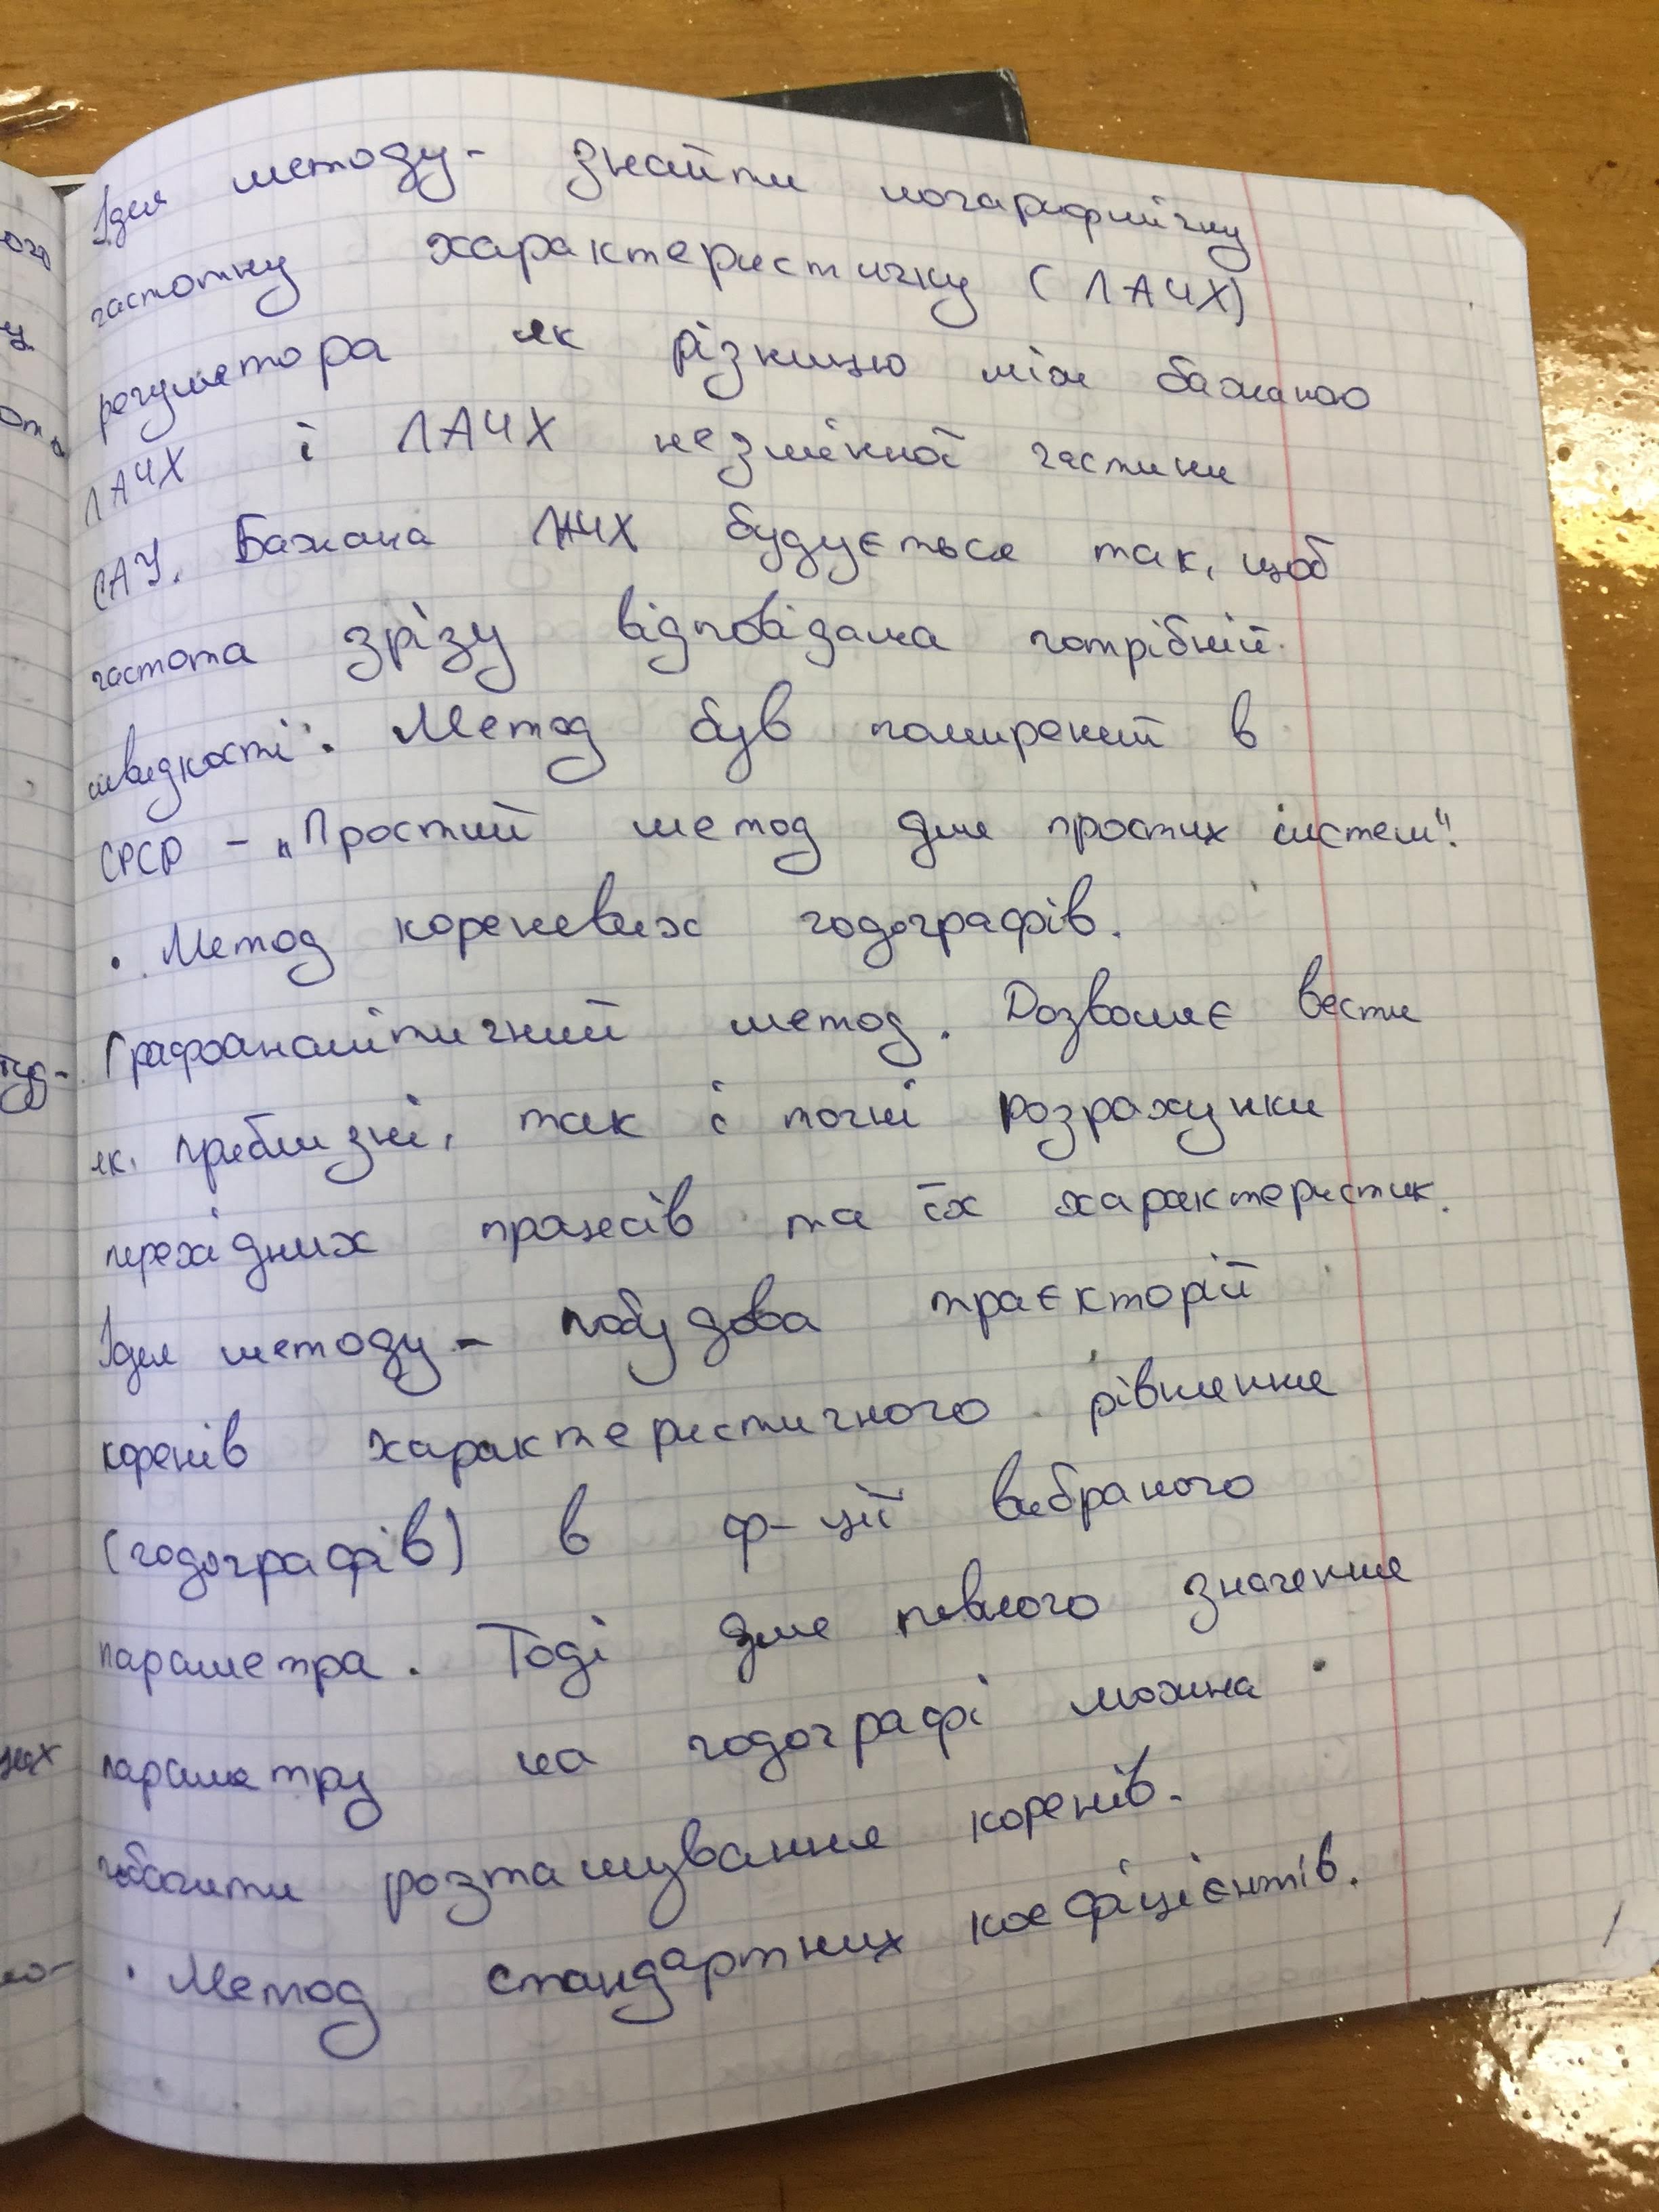 Ідея методу - знайти логарифмічну
частотну характеристичку (ЛАЧХ)
регулятора як різницю між бажаною
ЛАЧХ і ЛАЧХ незмінної частини
САУ. Бажана ЛАЧХ будується так, щоб
частота зрізу відповідала потрібній
швидкості. Метод був поширений в
СРСР - "Простий метод для простих систем".
• Метод кореневих годографів.
Графоаналітичний метод. Дозволяє вести
як приблизні, так і точні розрахунки
перехідних процесів та їх характеристик.
Ідея методу - побудова траєкторій
коренів характеристичного рівняння
(годографів) в ф-ції вибраного
параметра. Тоді для певного значення
параметру на годографі можна
побачити розташування коренів.
• Метод стандартних коефіцієнтів.